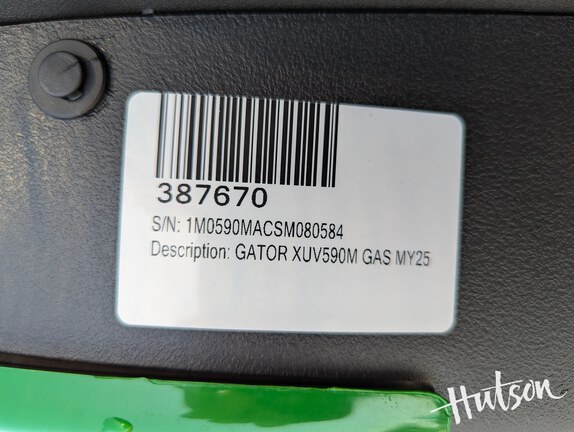 387670
S/N: 1M0590MACSM080584
Description: GATOR XUV590M GAS MY25
Hutson